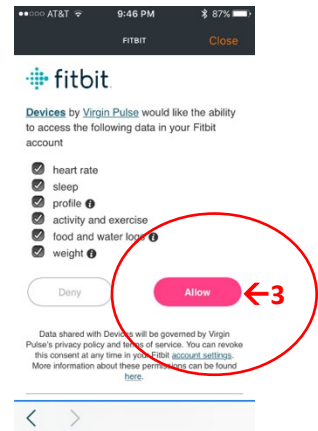 AT&T 9:46 PM 87%
FITBIT Close
fitbit
Devices by Virgin Pulse would like the ability
to access the following data in your Fitbit
account
heart rate
sleep
profile
activity and exercise
food and water logs
weight
Deny Allow ←3
Data shared with Devices will be governed by Virgin
Pulse's privacy policy and terms of service. You can revoke
this consent at any time in your Fitbit account settings.
More information about these permissions can be found
here.